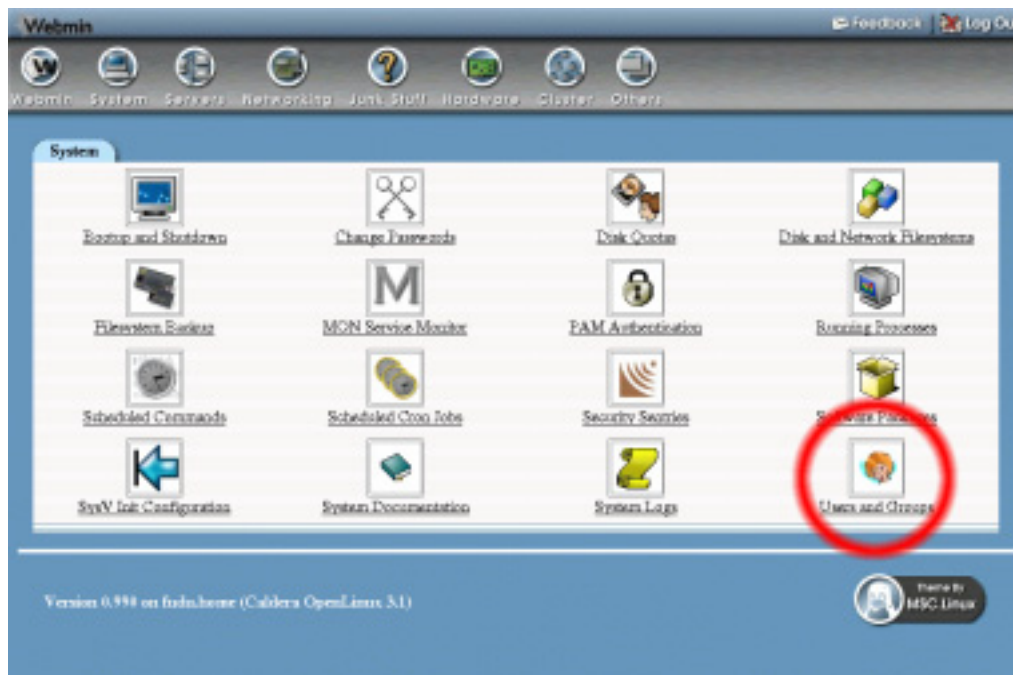 Webmin
Feedback Log Ou
Webmin System Servers Networking Junk Stuff Hardware Cluster Others
System
Bootup and Shutdown Change Passwords Disk Quotas Disk and Network Filesystems
Filesystem Backup MON Service Monitor PAM Authentication Running Processes
Scheduled Commands Scheduled Cron Jobs Security Sentries Software Packages
SysV Init Configuration System Documentation System Logs Users and Groups
Version 0.990 on fudu.home (Caldera OpenLinux 3.1)
Theme By
MSC.Linux